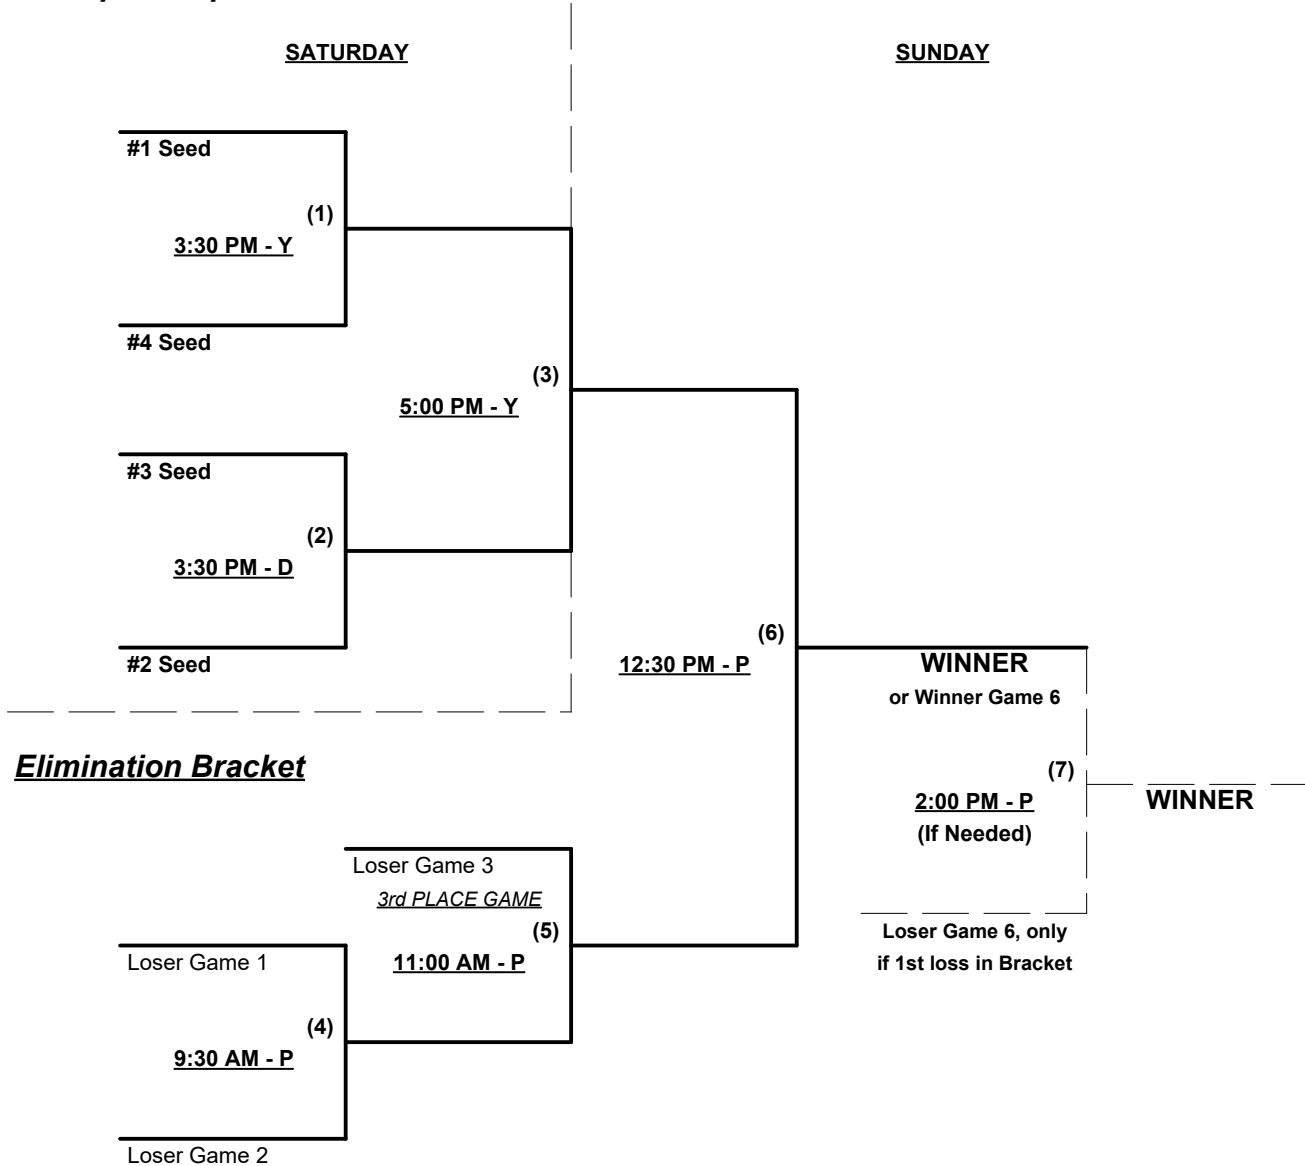 SATURDAY
SUNDAY
#1 Seed
(1)
3:30 PM - Y
#4 Seed
(3)
5:00 PM - Y
#3 Seed
(2)
3:30 PM - D
#2 Seed
(6)
12:30 PM - P
WINNER
or Winner Game 6
Elimination Bracket
(7)
2:00 PM - P
WINNER
(If Needed)
Loser Game 3
3rd PLACE GAME
(5)
11:00 AM - P
Loser Game 6, only
if 1st loss in Bracket
Loser Game 1
(4)
9:30 AM - P
Loser Game 2